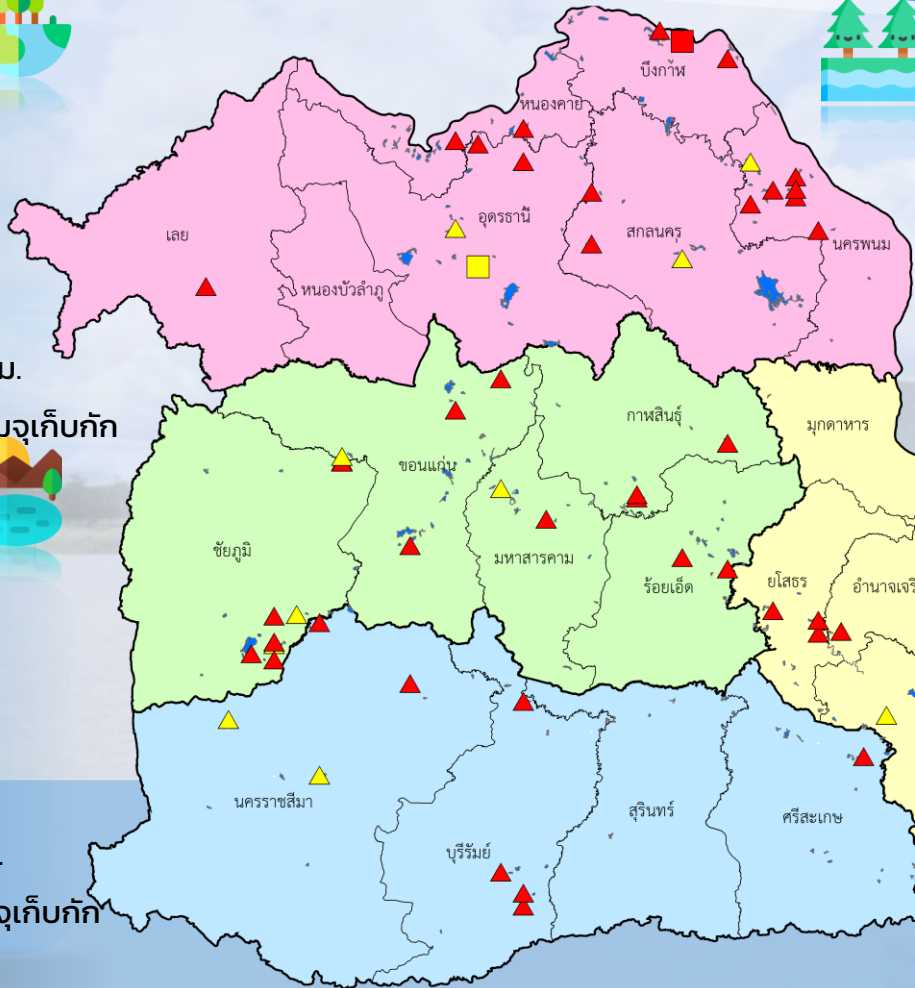 บึงกาฬ
หนองคาย
อุดรธานี
เลย
สกลนคร
นครพนม
หนองบัวลำภู
ม.
มจุเก็บกัก
กาฬสินธุ์
มุกดาหาร
ขอนแก่น
ชัยภูมิ
มหาสารคาม
ร้อยเอ็ด
ยโสธร
อำนาจเจริ
นครราชสีมา
สุรินทร์
ศรีสะเกษ
บุรีรัมย์
.
จุเก็บกัก